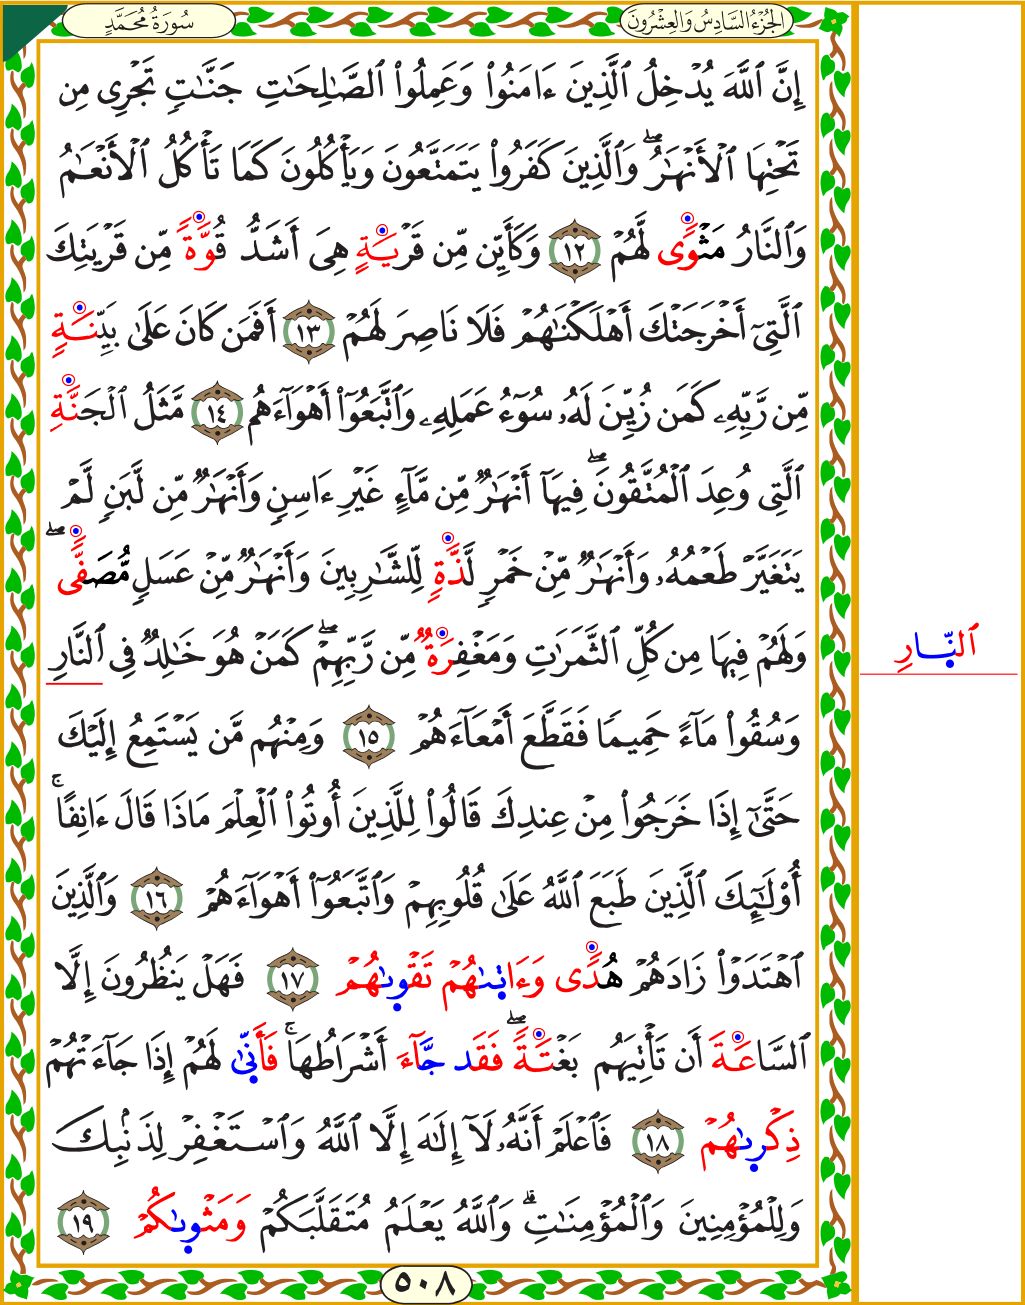 الجُزْءُ السَّادِسُ وَالعِشْرُونَ
سُورَةُ مُحَمَّدٍ
إِنَّ ٱللَّهَ يُدْخِلُ ٱلَّذِينَ ءَامَنُوا۟ وَعَمِلُوا۟ ٱلصَّـٰلِحَـٰتِ جَنَّـٰتٍ تَجْرِى مِن
تَحْتِهَا ٱلْأَنْهَـٰرُ ۖ وَٱلَّذِينَ كَفَرُوا۟ يَتَمَتَّعُونَ وَيَأْكُلُونَ كَمَا تَأْكُلُ ٱلْأَنْعَـٰمُ
وَٱلنَّارُ مَثْوًى لَّهُمْ ١٢ وَكَأَيِّن مِّن قَرْيَةٍ هِىَ أَشَدُّ قُوَّةً مِّن قَرْيَتِكَ
ٱلَّتِىٓ أَخْرَجَتْكَ أَهْلَكْنَـٰهُمْ فَلَا نَاصِرَ لَهُمْ ١٣ أَفَمَن كَانَ عَلَىٰ بَيِّنَةٍ
مِّن رَّبِّهِۦ كَمَن زُيِّنَ لَهُۥ سُوٓءُ عَمَلِهِۦ وَٱتَّبَعُوٓا۟ أَهْوَآءَهُم ١٤ مَّثَلُ ٱلْجَنَّةِ
ٱلَّتِى وُعِدَ ٱلْمُتَّقُونَ ۖ فِيهَآ أَنْهَـٰرٌ مِّن مَّآءٍ غَيْرِ ءَاسِنٍ وَأَنْهَـٰرٌ مِّن لَّبَنٍ لَّمْ
يَتَغَيَّرْ طَعْمُهُۥ وَأَنْهَـٰرٌ مِّنْ خَمْرٍ لَّذَّةٍ لِّلشَّـٰرِبِينَ وَأَنْهَـٰرٌ مِّنْ عَسَلٍ مُّصَفًّى ۖ
وَلَهُمْ فِيهَا مِن كُلِّ ٱلثَّمَرَٰتِ وَمَغْفِرَةٌ مِّن رَّبِّهِمْ ۖ كَمَنْ هُوَ خَـٰلِدٌ فِى ٱلنَّارِ
ٱلنَّارِ
وَسُقُوا۟ مَآءً حَمِيمًا فَقَطَّعَ أَمْعَآءَهُمْ ١٥ وَمِنْهُم مَّن يَسْتَمِعُ إِلَيْكَ
حَتَّىٰٓ إِذَا خَرَجُوا۟ مِنْ عِندِكَ قَالُوا۟ لِلَّذِينَ أُوتُوا۟ ٱلْعِلْمَ مَاذَا قَالَ ءَانِفًا ۚ
أُو۟لَـٰٓئِكَ ٱلَّذِينَ طَبَعَ ٱللَّهُ عَلَىٰ قُلُوبِهِمْ وَٱتَّبَعُوٓا۟ أَهْوَآءَهُمْ ١٦ وَٱلَّذِينَ
ٱهْتَدَوْا۟ زَادَهُمْ هُدًى وَءَاتَىٰهُمْ تَقْوَىٰهُمْ ١٧ فَهَلْ يَنظُرُونَ إِلَّا
ٱلسَّاعَةَ أَن تَأْتِيَهُم بَغْتَةً ۖ فَقَد جَّآءَ أَشْرَاطُهَا ۚ فَأَنَّىٰ لَهُمْ إِذَا جَآءَتْهُمْ
ذِكْرَىٰهُمْ ١٨ فَٱعْلَمْ أَنَّهُۥ لَآ إِلَـٰهَ إِلَّا ٱللَّهُ وَٱسْتَغْفِرْ لِذَنۢبِكَ
وَلِلْمُؤْمِنِينَ وَٱلْمُؤْمِنَـٰتِ ۗ وَٱللَّهُ يَعْلَمُ مُتَقَلَّبَكُمْ وَمَثْوَىٰكُمْ ١٩
٥٠٨